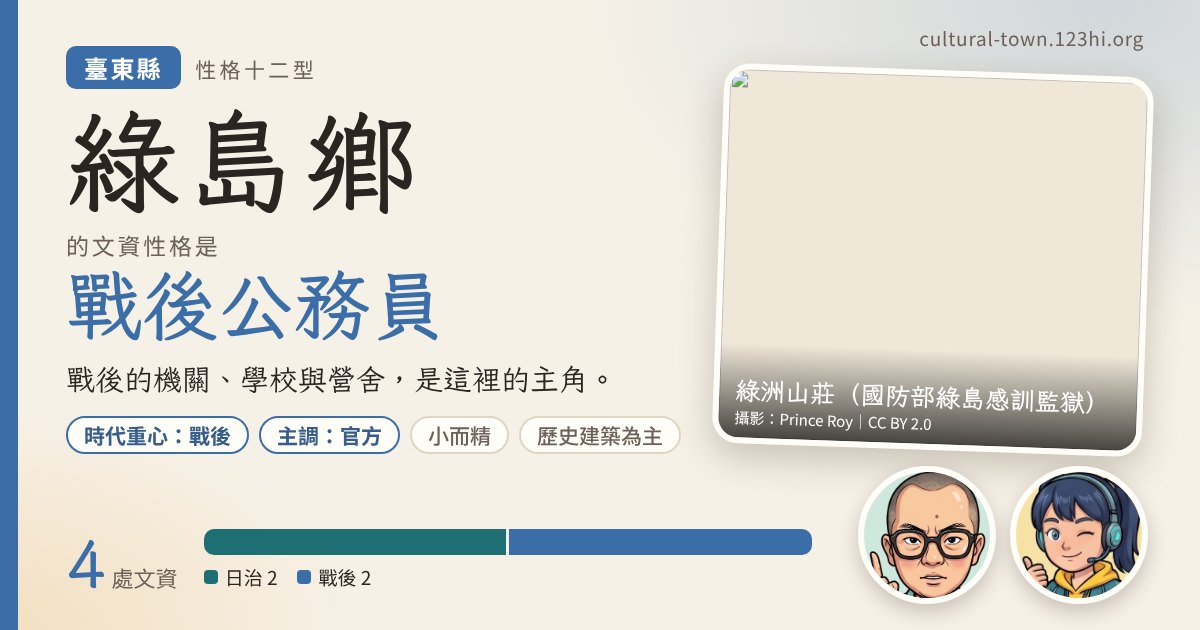 cultural-town.123hi.org
臺東縣 性格十二型
綠島鄉
的文資性格是
戰後公務員
戰後的機關、學校與營舍，是這裡的主角。
時代重心：戰後 主調：官方 小而精 歷史建築為主
綠洲山莊（國防部綠島感訓監獄）
攝影：Prince Roy｜CC BY 2.0
4 處文資
日治 2 戰後 2